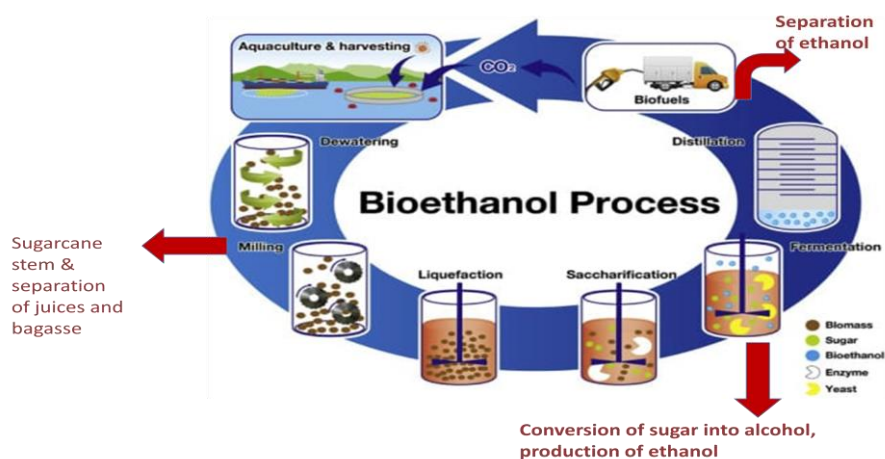 Separation
of ethanol
Aquaculture & harvesting
CO₂
Biofuels
Dewatering
Distillation
Bioethanol Process
Sugarcane
stem &
separation
of juices and
bagasse
Milling
Liquefaction
Saccharification
Fermentation
Biomass
Sugar
Bioethanol
Enzyme
Yeast
Conversion of sugar into alcohol,
production of ethanol